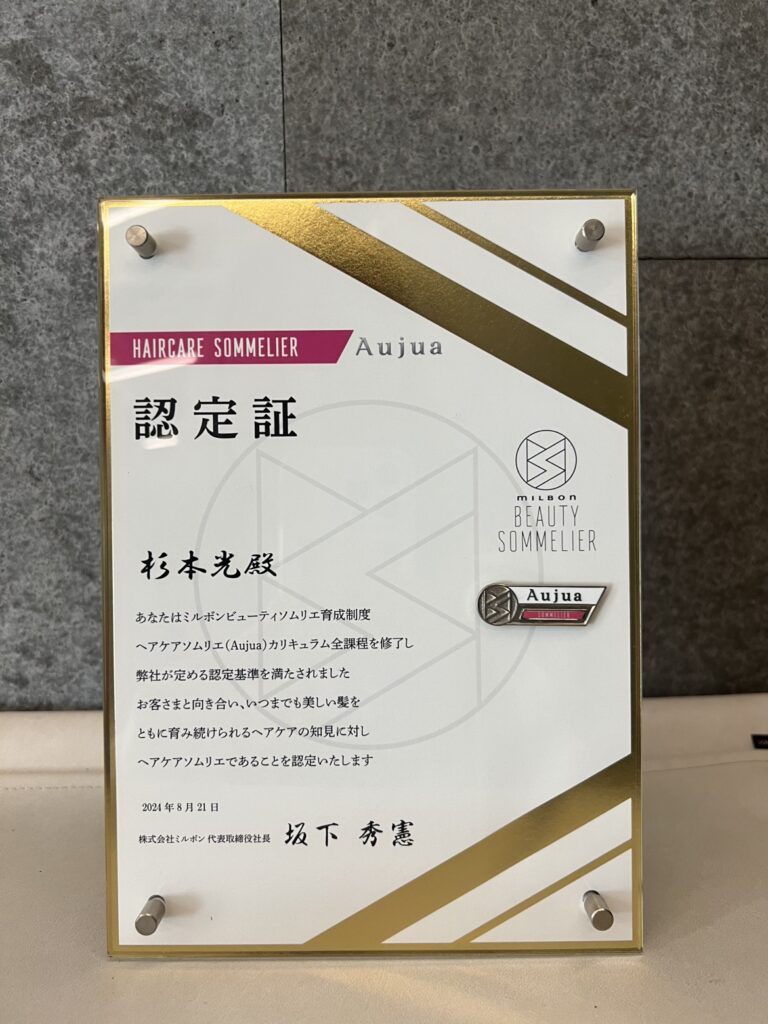 HAIRCARE SOMMELIER Aujua
認定証
MILBON
BEAUTY
SOMMELIER
杉本光殿
Aujua
SOMMELIER
あなたはミルボンビューティソムリエ育成制度
ヘアケアソムリエ(Aujua)カリキュラム全課程を修了し
弊社が定める認定基準を満たされました
お客さまと向き合い、いつまでも美しい髪を
ともに育み続けられるヘアケアの知見に対し
ヘアケアソムリエであることを認定いたします
2024年8月21日
株式会社ミルボン 代表取締役社長 坂下 秀憲